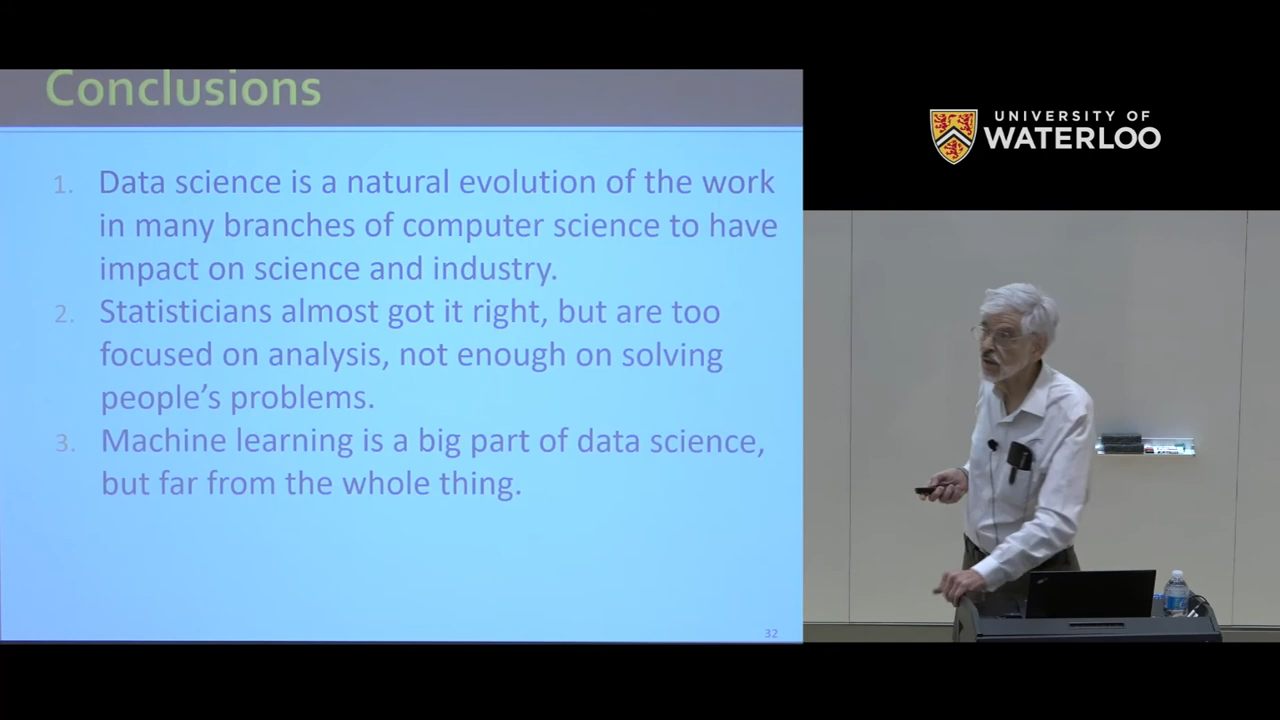 Conclusions
1. Data science is a natural evolution of the work
in many branches of computer science to have
impact on science and industry.
2. Statisticians almost got it right, but are too
focused on analysis, not enough on solving
people's problems.
3. Machine learning is a big part of data science,
but far from the whole thing.
32
UNIVERSITY OF
WATERLOO